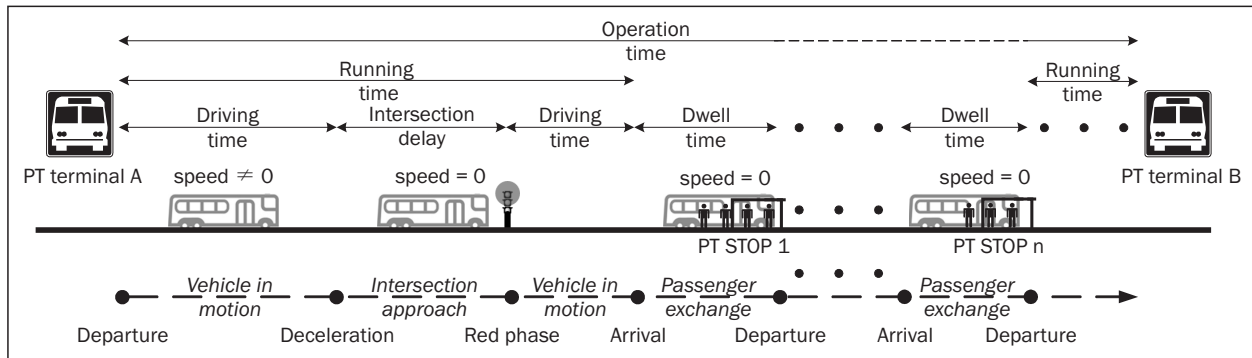 Operation
time
Running
time
Running
time
Driving
time
Intersection
delay
Driving
time
Dwell
time
Dwell
time
PT terminal A
PT terminal B
speed ≠ 0
speed = 0
speed = 0
speed = 0
PT STOP 1
PT STOP n
Vehicle in
motion
Intersection
approach
Vehicle in
motion
Passenger
exchange
Passenger
exchange
Departure
Deceleration
Red phase
Arrival
Departure
Arrival
Departure